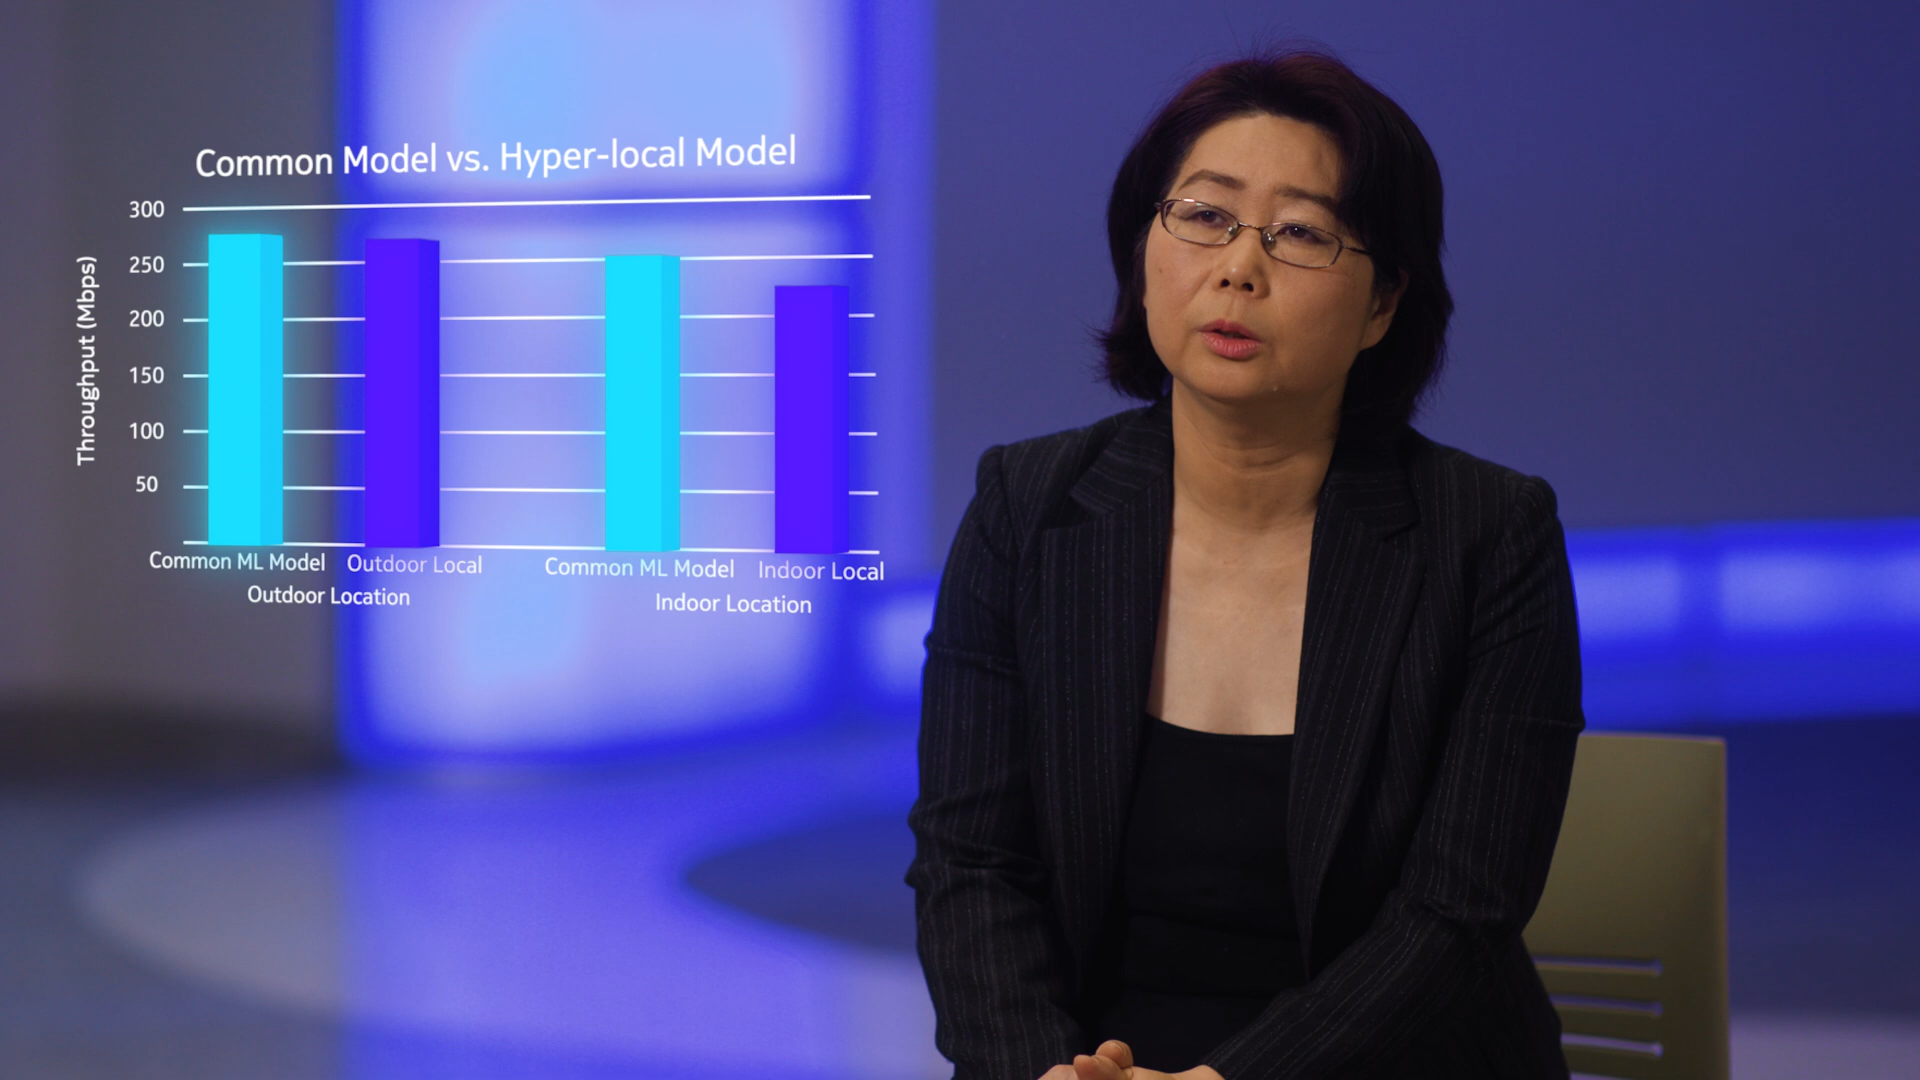 Common Model vs. Hyper-local Model
Throughput (Mbps)
300
250
200
150
100
50
Common ML Model Outdoor Local Common ML Model Indoor Local
Outdoor Location Indoor Location